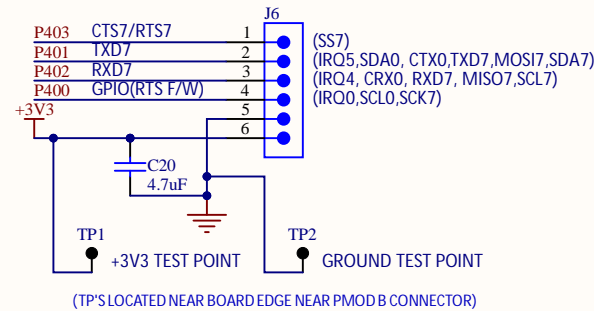 J6
P403 CTS7/RTS7 1 (SS7)
P401 TXD7 2 (IRQ5,SDA0, CTX0,TXD7,MOSI7,SDA7)
P402 RXD7 3 (IRQ4, CRX0, RXD7, MISO7,SCL7)
P400 GPIO(RTS F/W) 4 (IRQ0,SCL0,SCK7)
+3V3 5
6
C20
4.7uF
TP1 TP2
+3V3 TEST POINT GROUND TEST POINT
(TP'S LOCATED NEAR BOARD EDGE NEAR PMOD B CONNECTOR)